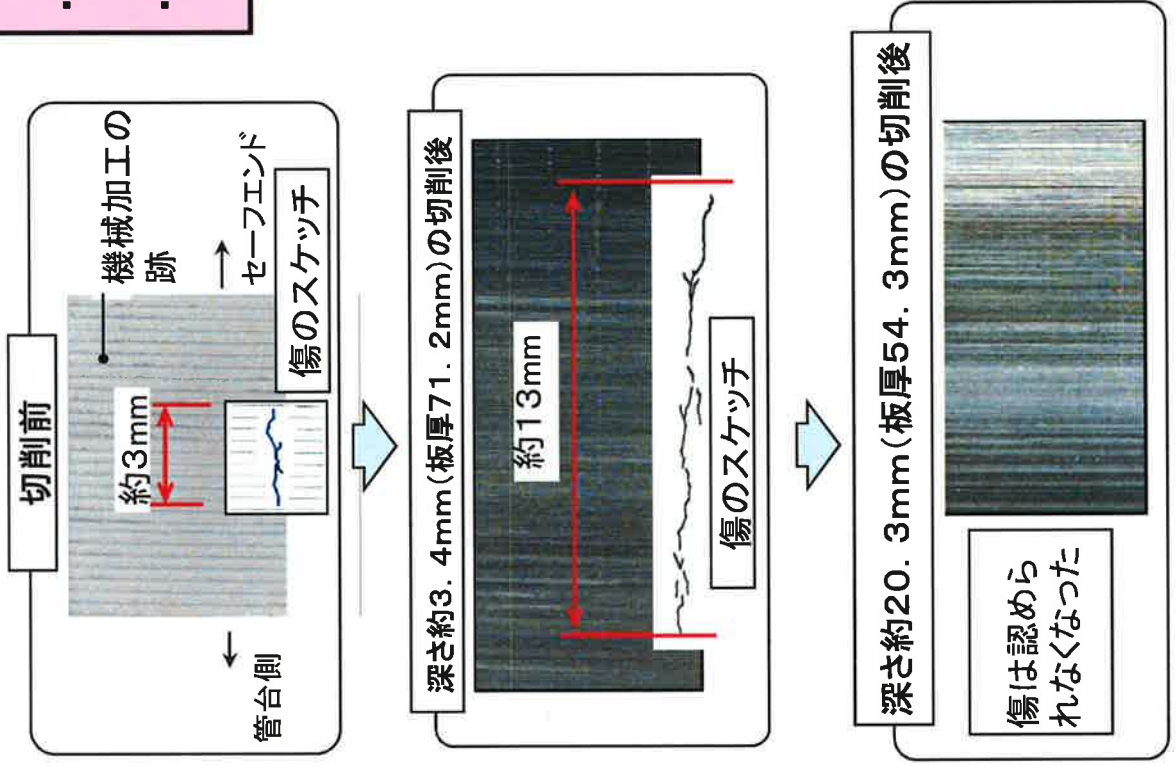 切削前
機械加工の
跡
約3mm
管台側
←
→
セーフエンド
傷のスケッチ
深さ約3.4mm(板厚71.2mm)の切削後
約13mm
傷のスケッチ
深さ約20.3mm(板厚54.3mm)の切削後
傷は認めら
れなくなった